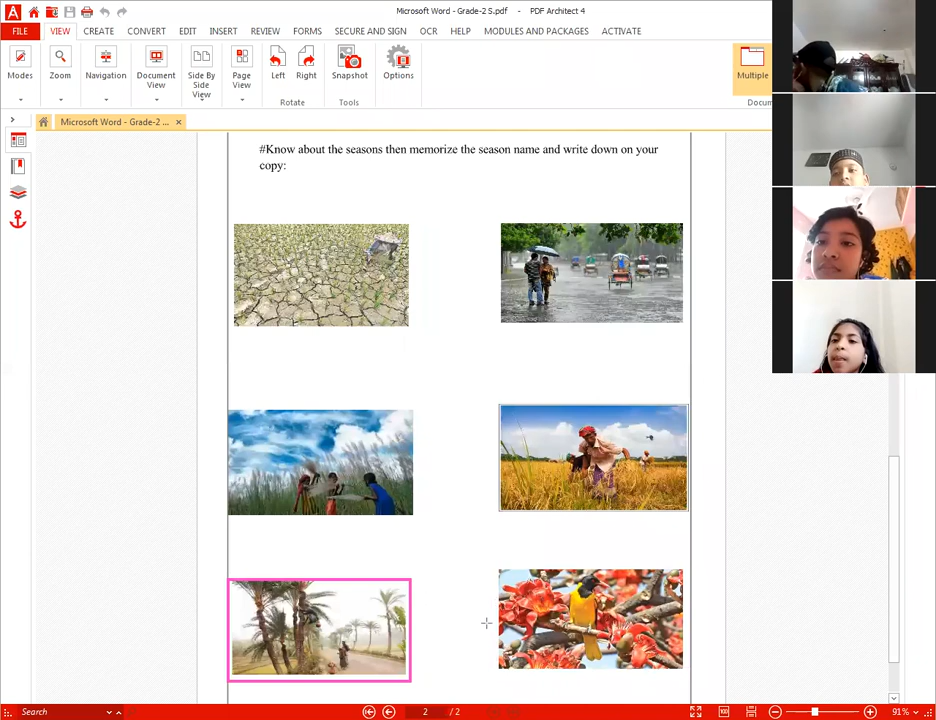 Microsoft Word - Grade-2 S.pdf - PDF Architect 4
FILE VIEW CREATE CONVERT EDIT INSERT REVIEW FORMS SECURE AND SIGN OCR HELP MODULES AND PACKAGES ACTIVATE
Modes
Zoom
Navigation
Document View
Side By Side View
Page View
Left
Right
Rotate
Snapshot
Tools
Options
Multiple
Docum
Microsoft Word - Grade-2 ... ×
#Know about the seasons then memorize the season name and write down on your
copy:
Search
2 / 2
100
91%